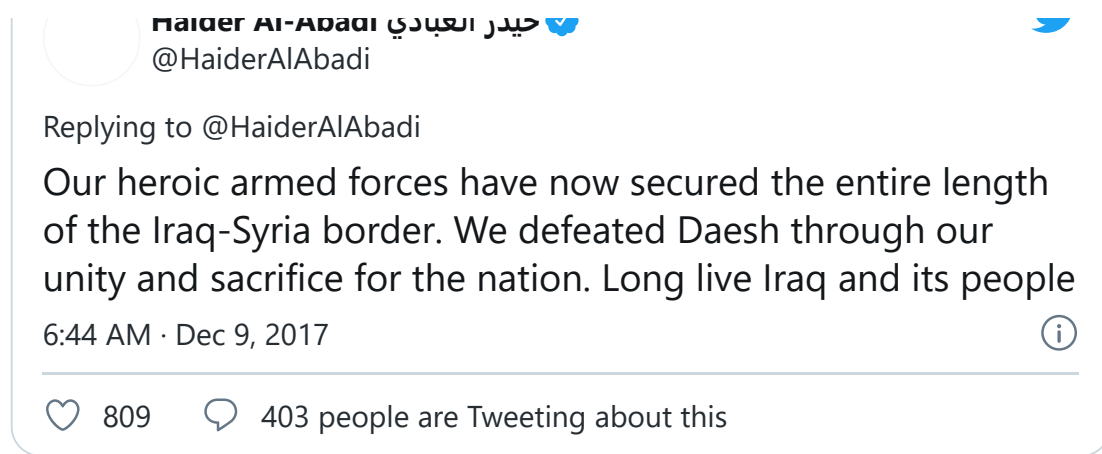 Haider Al-Abadi حيدر العبادي
@HaiderAlAbadi
Replying to @HaiderAlAbadi
Our heroic armed forces have now secured the entire length
of the Iraq-Syria border. We defeated Daesh through our
unity and sacrifice for the nation. Long live Iraq and its people
6:44 AM · Dec 9, 2017
809 403 people are Tweeting about this